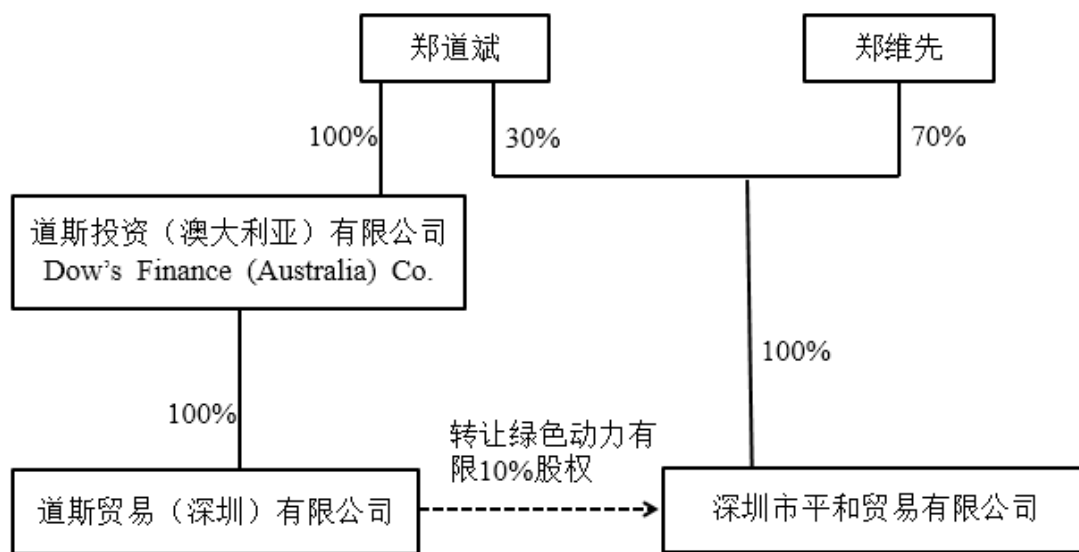 郑道斌
郑维先
100%
30%
70%
道斯投资（澳大利亚）有限公司
Dow's Finance (Australia) Co.
100%
100%
转让绿色动力有
限10%股权
道斯贸易（深圳）有限公司
深圳市平和贸易有限公司